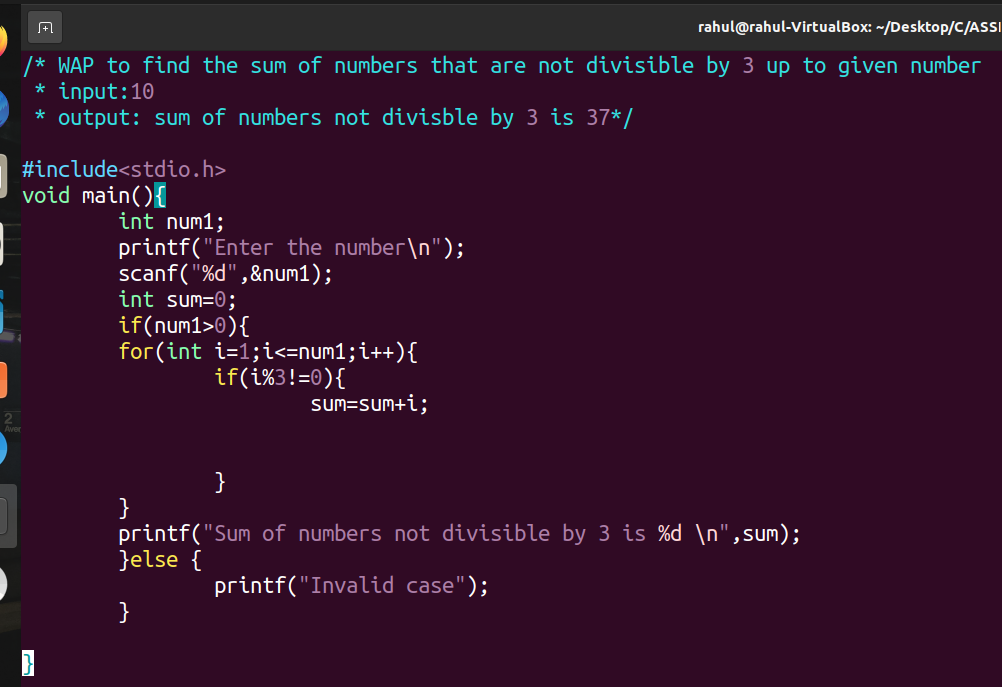 rahul@rahul-VirtualBox: ~/Desktop/C/ASSI
/* WAP to find the sum of numbers that are not divisible by 3 up to given number
 * input:10
 * output: sum of numbers not divisble by 3 is 37*/

#include<stdio.h>
void main(){
        int num1;
        printf("Enter the number\n");
        scanf("%d",&num1);
        int sum=0;
        if(num1>0){
        for(int i=1;i<=num1;i++){
                if(i%3!=0){
                        sum=sum+i;


                }
        }
        printf("Sum of numbers not divisible by 3 is %d \n",sum);
        }else {
                printf("Invalid case");
        }

}